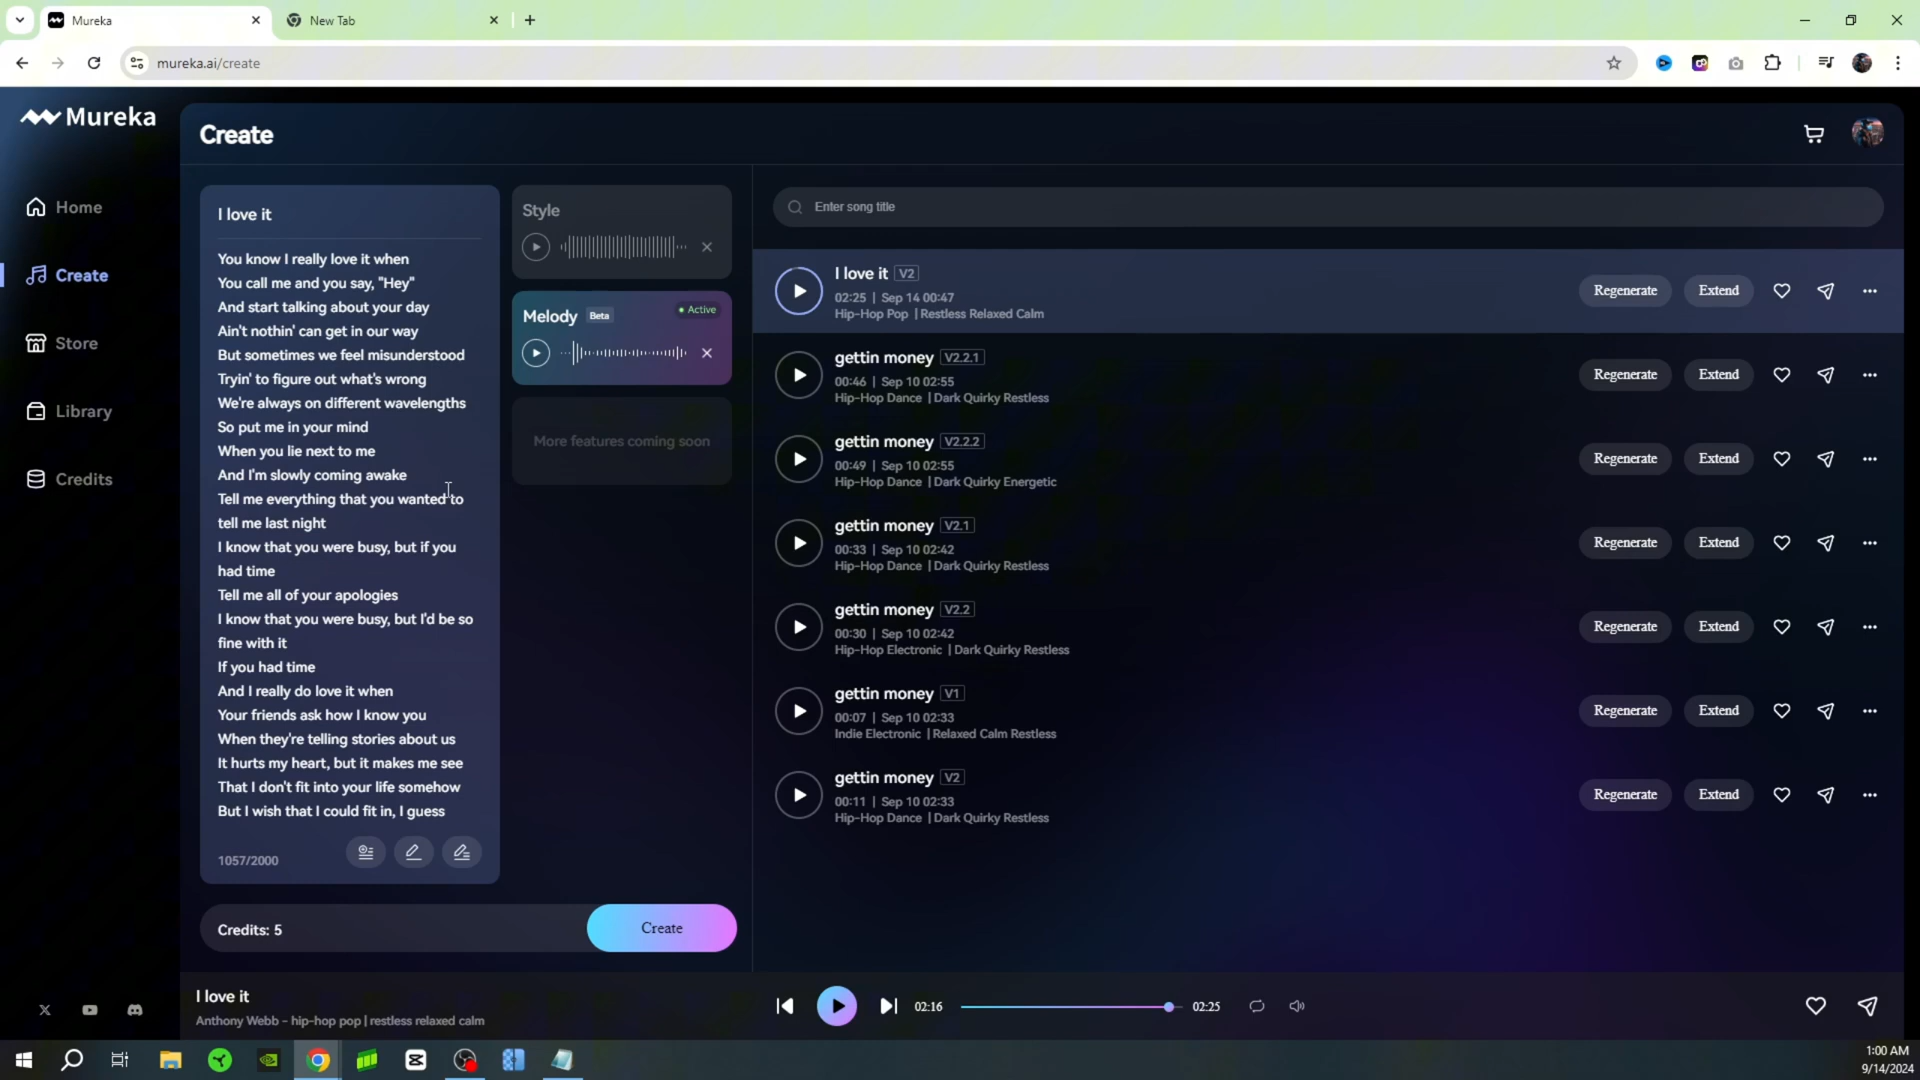 Mureka
New Tab
mureka.ai/create
Mureka
Home
Create
Store
Library
Credits
Create
I love it
You know I really love it when
You call me and you say, "Hey"
And start talking about your day
Ain't nothin' can get in our way
But sometimes we feel misunderstood
Tryin' to figure out what's wrong
We're always on different wavelengths
So put me in your mind
When you lie next to me
And I'm slowly coming awake
Tell me everything that you wanted to
tell me last night
I know that you were busy, but if you
had time
Tell me all of your apologies
I know that you were busy, but I'd be so
fine with it
If you had time
And I really do love it when
Your friends ask how I know you
When they're telling stories about us
It hurts my heart, but it makes me see
That I don't fit into your life somehow
But I wish that I could fit in, I guess
1057/2000
Credits: 5
Create
Style
Melody Beta Active
More features coming soon
Enter song title
I love it V2
02:25 | Sep 14 00:47
Hip-Hop Pop | Restless Relaxed Calm
Regenerate Extend
gettin money V2.2.1
00:46 | Sep 10 02:55
Hip-Hop Dance | Dark Quirky Restless
Regenerate Extend
gettin money V2.2.2
00:49 | Sep 10 02:55
Hip-Hop Dance | Dark Quirky Energetic
Regenerate Extend
gettin money V2.1
00:33 | Sep 10 02:42
Hip-Hop Dance | Dark Quirky Restless
Regenerate Extend
gettin money V2.2
00:30 | Sep 10 02:42
Hip-Hop Electronic | Dark Quirky Restless
Regenerate Extend
gettin money V1
00:07 | Sep 10 02:33
Indie Electronic | Relaxed Calm Restless
Regenerate Extend
gettin money V2
00:11 | Sep 10 02:33
Hip-Hop Dance | Dark Quirky Restless
Regenerate Extend
I love it
Anthony Webb - hip-hop pop | restless relaxed calm
02:16
02:25
1:00 AM
9/14/2024